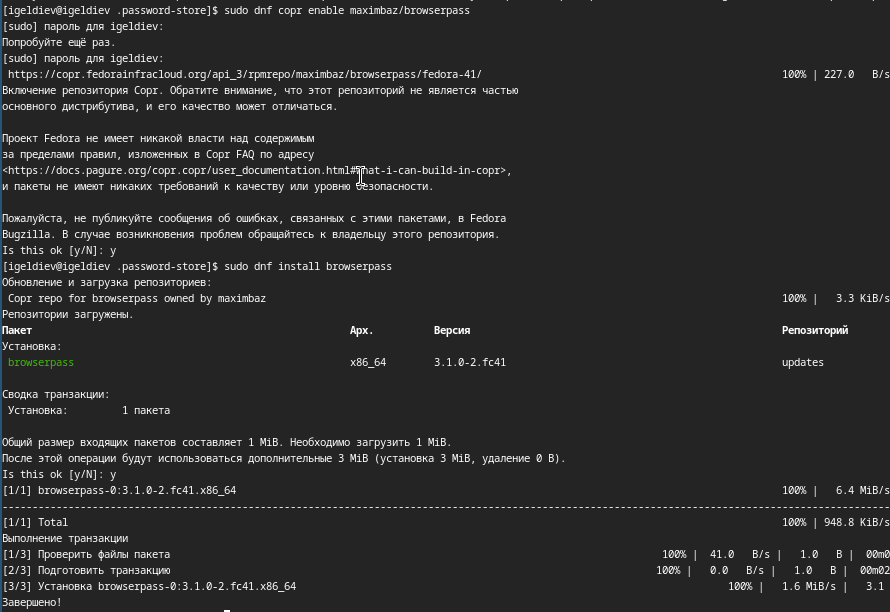 [igeldiev@igeldiev .password-store]$ sudo dnf copr enable maximbaz/browserpass
[sudo] пароль для igeldiev:
Попробуйте ещё раз.
[sudo] пароль для igeldiev:
https://copr.fedorainfracloud.org/api_3/rpmrepo/maximbaz/browserpass/fedora-41/ 100% | 227.0 B/s
Включение репозитория Copr. Обратите внимание, что этот репозиторий не является частью
основного дистрибутива, и его качество может отличаться.
Проект Fedora не имеет никакой власти над содержимым
за пределами правил, изложенных в Copr FAQ по адресу
<https://docs.pagure.org/copr.copr/user_documentation.html#what-i-can-build-in-copr>,
и пакеты не имеют никаких требований к качеству или уровню безопасности.
Пожалуйста, не публикуйте сообщения об ошибках, связанных с этими пакетами, в Fedora
Bugzilla. В случае возникновения проблем обращайтесь к владельцу этого репозитория.
Is this ok [y/N]: y
[igeldiev@igeldiev .password-store]$ sudo dnf install browserpass
Обновление и загрузка репозиториев:
Copr repo for browserpass owned by maximbaz 100% | 3.3 KiB/s
Репозитории загружены.
Пакет Арх. Версия Репозиторий
Установка:
browserpass x86_64 3.1.0-2.fc41 updates
Сводка транзакции:
Установка: 1 пакета
Общий размер входящих пакетов составляет 1 MiB. Необходимо загрузить 1 MiB.
После этой операции будут использоваться дополнительные 3 MiB (установка 3 MiB, удаление 0 B).
Is this ok [y/N]: y
[1/1] browserpass-0:3.1.0-2.fc41.x86_64 100% | 6.4 MiB/s
[1/1] Total 100% | 948.8 KiB/s
Выполнение транзакции
[1/3] Проверить файлы пакета 100% | 41.0 B/s | 1.0 B | 00m0
[2/3] Подготовить транзакцию 100% | 0.0 B/s | 1.0 B | 00m02
[3/3] Установка browserpass-0:3.1.0-2.fc41.x86_64 100% | 1.6 MiB/s | 3.1
Завершено!